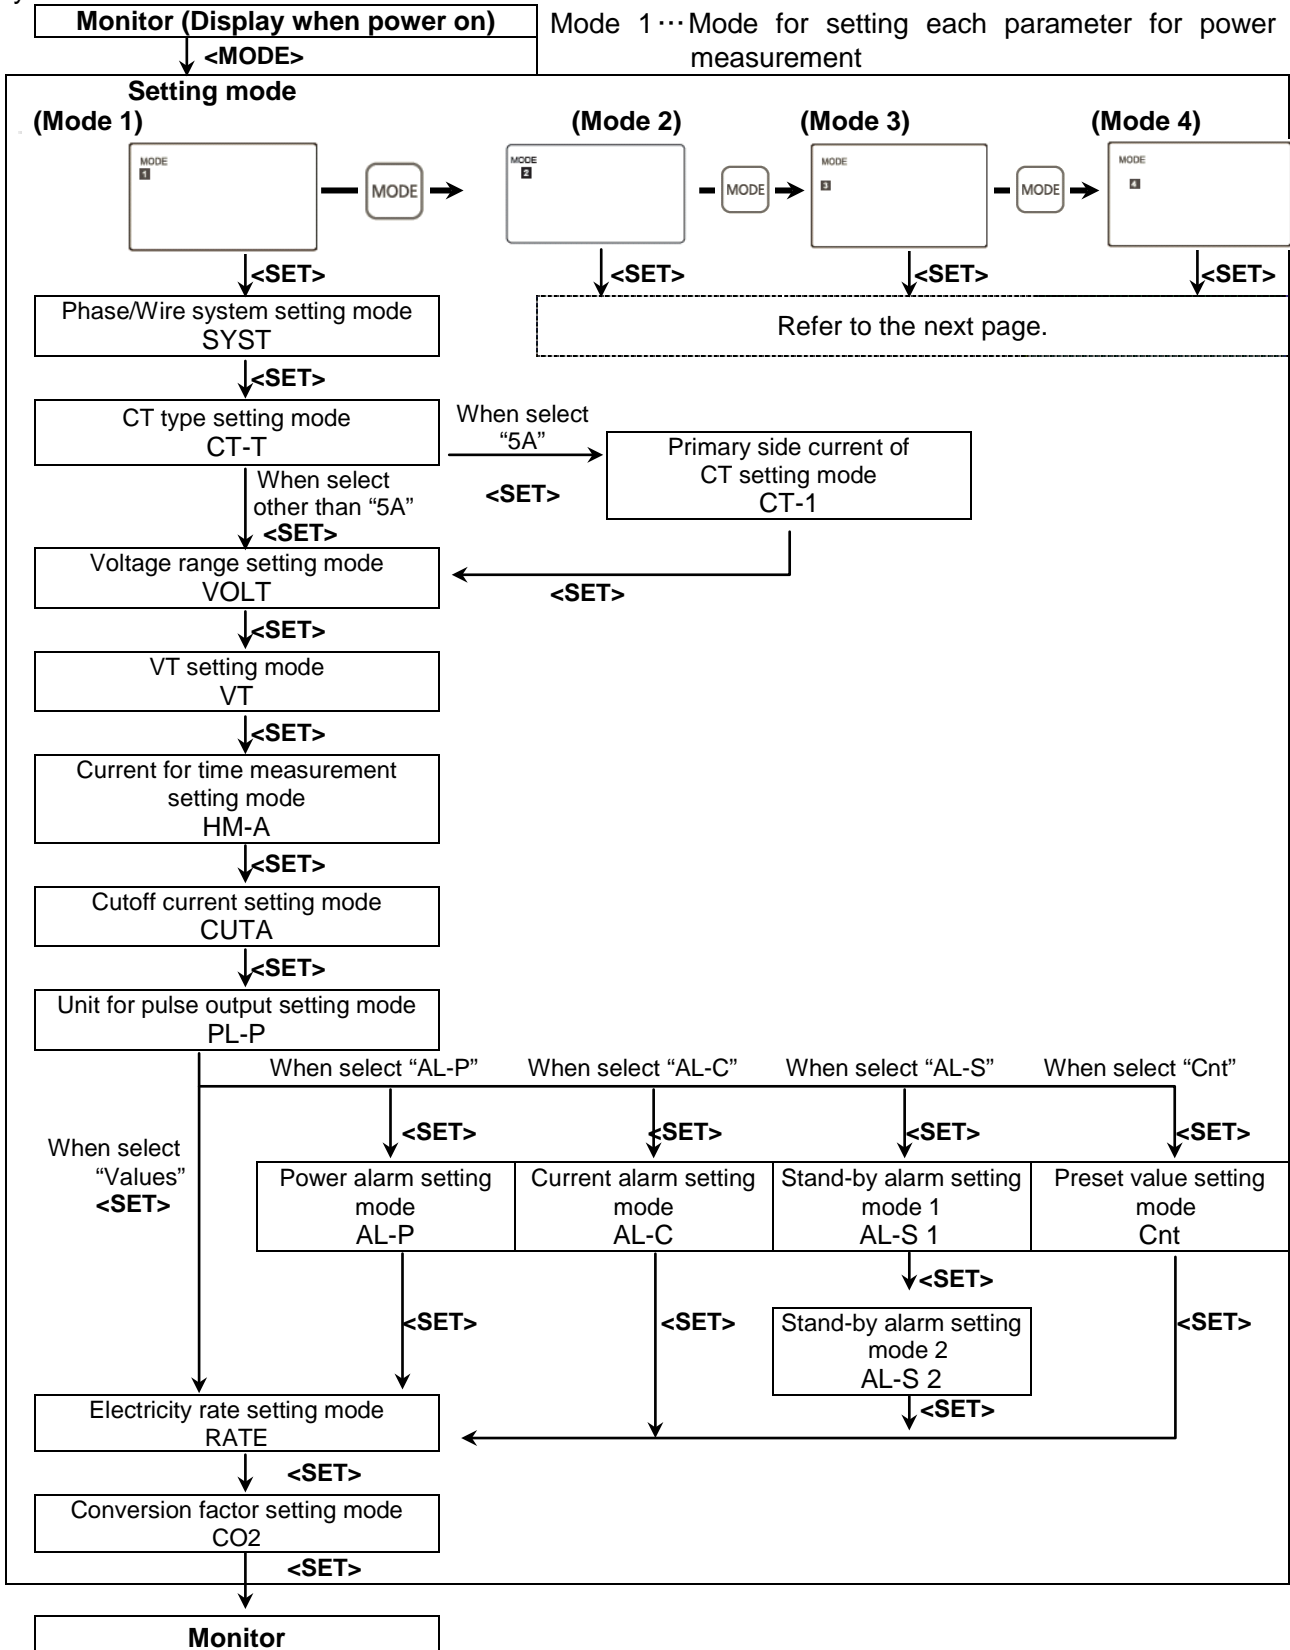 Monitor (Display when power on)
Mode 1⋯Mode for setting each parameter for power
measurement
<MODE>
Setting mode
(Mode 1)
(Mode 2)
(Mode 3)
(Mode 4)
MODE
1
MODE
MODE
2
MODE
MODE
3
MODE
MODE
4
<SET>
<SET>
<SET>
<SET>
Phase/Wire system setting mode
SYST
Refer to the next page.
<SET>
CT type setting mode
CT-T
When select
“5A”
<SET>
Primary side current of
CT setting mode
CT-1
When select
other than “5A”
<SET>
Voltage range setting mode
VOLT
<SET>
<SET>
VT setting mode
VT
<SET>
Current for time measurement
setting mode
HM-A
<SET>
Cutoff current setting mode
CUTA
<SET>
Unit for pulse output setting mode
PL-P
When select “AL-P”
When select “AL-C”
When select “AL-S”
When select “Cnt”
<SET>
<SET>
<SET>
<SET>
When select
“Values”
<SET>
Power alarm setting
mode
AL-P
Current alarm setting
mode
AL-C
Stand-by alarm setting
mode 1
AL-S 1
Preset value setting
mode
Cnt
<SET>
<SET>
<SET>
<SET>
Stand-by alarm setting
mode 2
AL-S 2
<SET>
Electricity rate setting mode
RATE
<SET>
Conversion factor setting mode
CO2
<SET>
Monitor